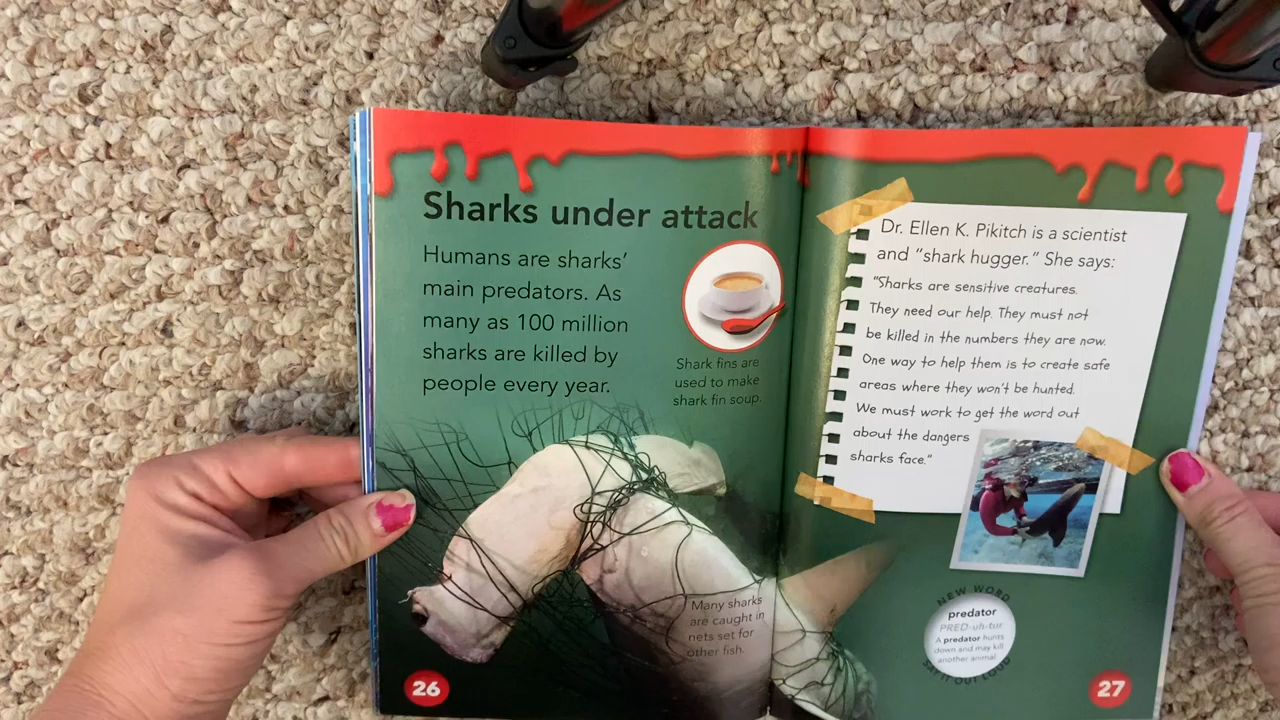 Sharks under attack
Humans are sharks'
main predators. As
many as 100 million
sharks are killed by
people every year.
Shark fins are
used to make
shark fin soup.
Many sharks
are caught in
nets set for
other fish.
26
Dr. Ellen K. Pikitch is a scientist
and “shark hugger.” She says:
“Sharks are sensitive creatures.
They need our help. They must not
be killed in the numbers they are now.
One way to help them is to create safe
areas where they won't be hunted.
We must work to get the word out
about the dangers
sharks face.”
NEW WORD
predator
PRED-uh-tur
A predator hunts
down and may kill
another animal.
SAY IT OUT LOUD
27